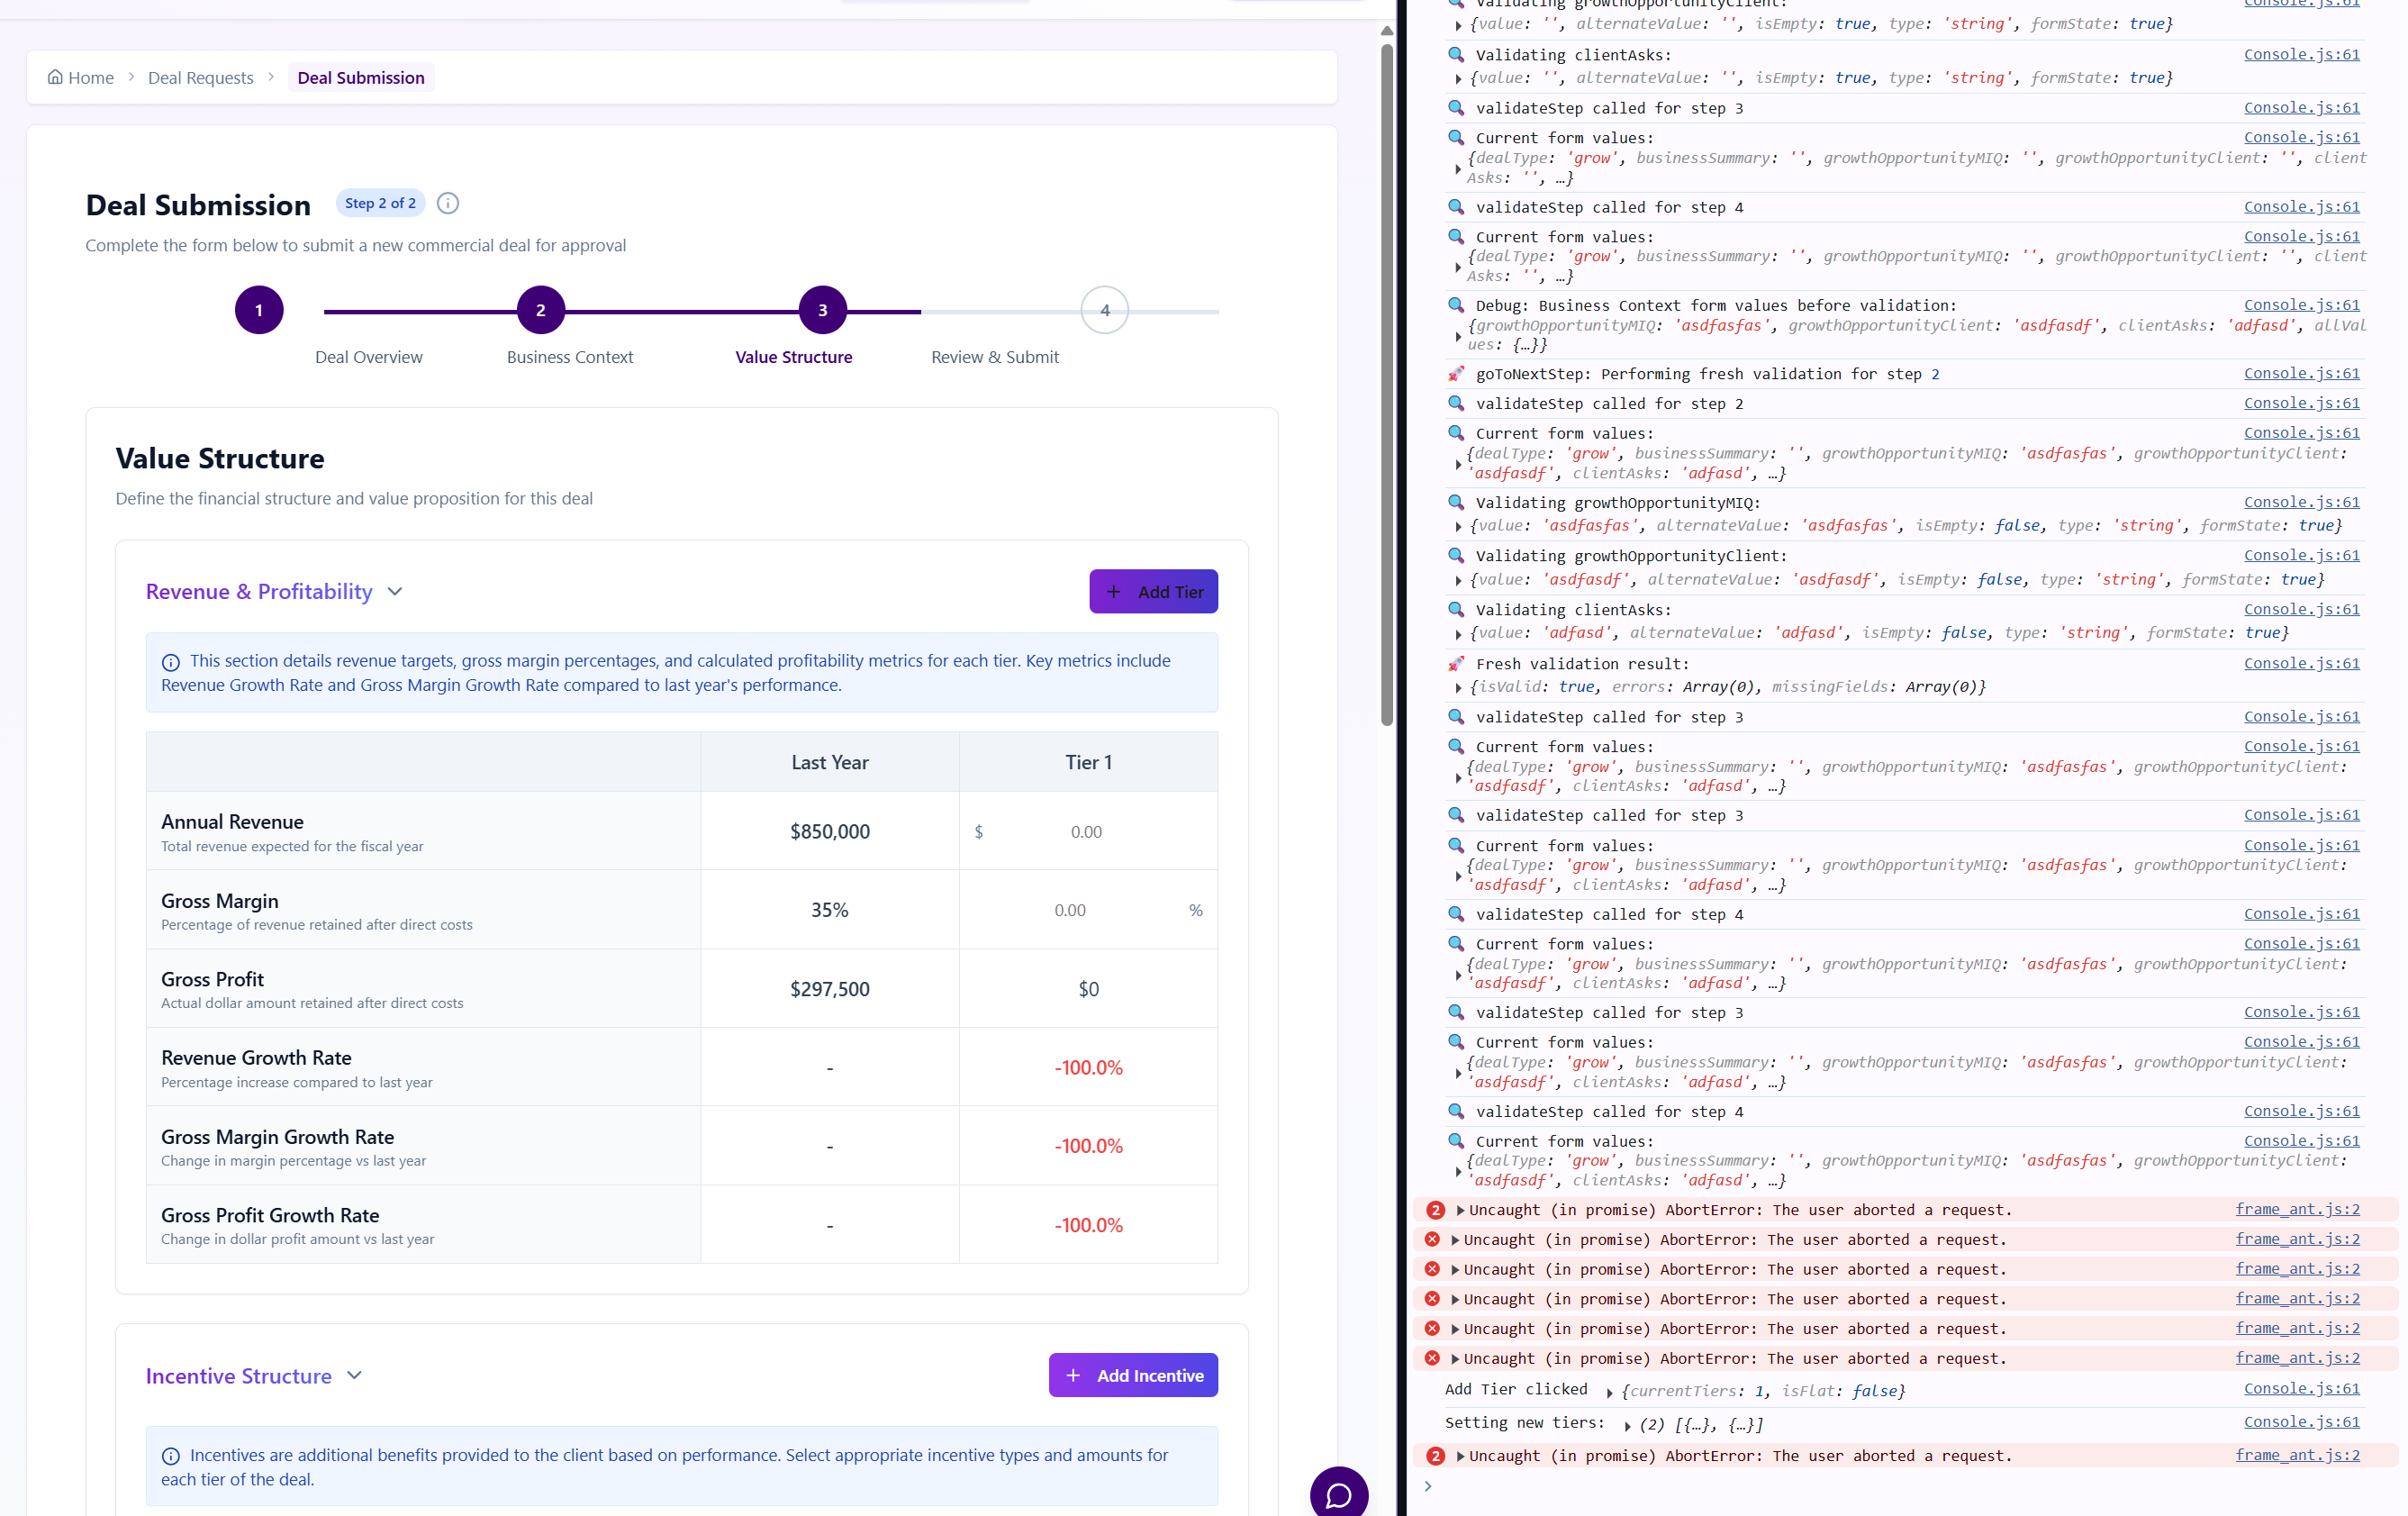 Home
Deal Requests
Deal Submission
Deal Submission
Step 2 of 2
Complete the form below to submit a new commercial deal for approval
1
2
3
4
Deal Overview
Business Context
Value Structure
Review & Submit
Value Structure
Define the financial structure and value proposition for this deal
Revenue & Profitability
+ Add Tier
This section details revenue targets, gross margin percentages, and calculated profitability metrics for each tier. Key metrics include
Revenue Growth Rate and Gross Margin Growth Rate compared to last year's performance.
Last Year
Tier 1
Annual Revenue
Total revenue expected for the fiscal year
$850,000
$ 0.00
Gross Margin
Percentage of revenue retained after direct costs
35%
0.00 %
Gross Profit
Actual dollar amount retained after direct costs
$297,500
$0
Revenue Growth Rate
Percentage increase compared to last year
-
-100.0%
Gross Margin Growth Rate
Change in margin percentage vs last year
-
-100.0%
Gross Profit Growth Rate
Change in dollar profit amount vs last year
-
-100.0%
Incentive Structure
+ Add Incentive
Incentives are additional benefits provided to the client based on performance. Select appropriate incentive types and amounts for
each tier of the deal.
Validating growthOpportunityClient: Console.js:61
{value: '', alternateValue: '', isEmpty: true, type: 'string', formState: true}
Validating clientAsks: Console.js:61
{value: '', alternateValue: '', isEmpty: true, type: 'string', formState: true}
validateStep called for step 3 Console.js:61
Current form values: Console.js:61
{dealType: 'grow', businessSummary: '', growthOpportunityMIQ: '', growthOpportunityClient: '', client
Asks: '', …}
validateStep called for step 4 Console.js:61
Current form values: Console.js:61
{dealType: 'grow', businessSummary: '', growthOpportunityMIQ: '', growthOpportunityClient: '', client
Asks: '', …}
Debug: Business Context form values before validation: Console.js:61
{growthOpportunityMIQ: 'asdfasfas', growthOpportunityClient: 'asdfasdf', clientAsks: 'adfasd', allVal
ues: {…}}
goToNextStep: Performing fresh validation for step 2 Console.js:61
validateStep called for step 2 Console.js:61
Current form values: Console.js:61
{dealType: 'grow', businessSummary: '', growthOpportunityMIQ: 'asdfasfas', growthOpportunityClient:
'asdfasdf', clientAsks: 'adfasd', …}
Validating growthOpportunityMIQ: Console.js:61
{value: 'asdfasfas', alternateValue: 'asdfasfas', isEmpty: false, type: 'string', formState: true}
Validating growthOpportunityClient: Console.js:61
{value: 'asdfasdf', alternateValue: 'asdfasdf', isEmpty: false, type: 'string', formState: true}
Validating clientAsks: Console.js:61
{value: 'adfasd', alternateValue: 'adfasd', isEmpty: false, type: 'string', formState: true}
Fresh validation result: Console.js:61
{isValid: true, errors: Array(0), missingFields: Array(0)}
validateStep called for step 3 Console.js:61
Current form values: Console.js:61
{dealType: 'grow', businessSummary: '', growthOpportunityMIQ: 'asdfasfas', growthOpportunityClient:
'asdfasdf', clientAsks: 'adfasd', …}
validateStep called for step 3 Console.js:61
Current form values: Console.js:61
{dealType: 'grow', businessSummary: '', growthOpportunityMIQ: 'asdfasfas', growthOpportunityClient:
'asdfasdf', clientAsks: 'adfasd', …}
validateStep called for step 4 Console.js:61
Current form values: Console.js:61
{dealType: 'grow', businessSummary: '', growthOpportunityMIQ: 'asdfasfas', growthOpportunityClient:
'asdfasdf', clientAsks: 'adfasd', …}
validateStep called for step 3 Console.js:61
Current form values: Console.js:61
{dealType: 'grow', businessSummary: '', growthOpportunityMIQ: 'asdfasfas', growthOpportunityClient:
'asdfasdf', clientAsks: 'adfasd', …}
validateStep called for step 4 Console.js:61
Current form values: Console.js:61
{dealType: 'grow', businessSummary: '', growthOpportunityMIQ: 'asdfasfas', growthOpportunityClient:
'asdfasdf', clientAsks: 'adfasd', …}
2 Uncaught (in promise) AbortError: The user aborted a request. frame_ant.js:2
Uncaught (in promise) AbortError: The user aborted a request. frame_ant.js:2
Uncaught (in promise) AbortError: The user aborted a request. frame_ant.js:2
Uncaught (in promise) AbortError: The user aborted a request. frame_ant.js:2
Uncaught (in promise) AbortError: The user aborted a request. frame_ant.js:2
Uncaught (in promise) AbortError: The user aborted a request. frame_ant.js:2
Add Tier clicked {currentTiers: 1, isFlat: false} Console.js:61
Setting new tiers: (2) [{…}, {…}] Console.js:61
2 Uncaught (in promise) AbortError: The user aborted a request. frame_ant.js:2